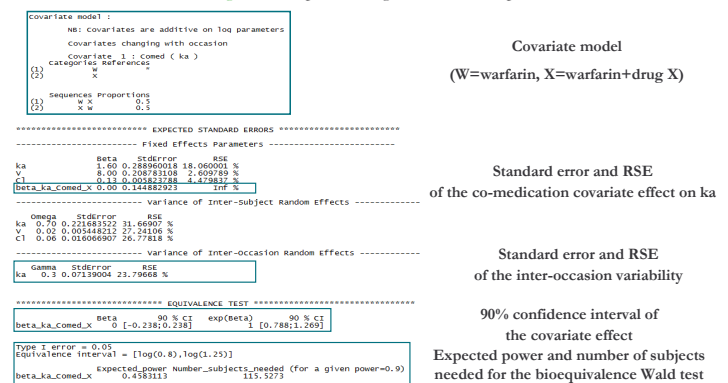 Covariate model :
NB: Covariates are additive on log parameters
Covariates changing with occasion
Covariate 1 : Comed ( ka )
Categories References
(1) W *
(2) X
Sequences Proportions
(1) W X 0.5
(2) X W 0.5
Covariate model
(W=warfarin, X=warfarin+drug X)
************************** EXPECTED STANDARD ERRORS ************************
------------------------ Fixed Effects Parameters -------------------------
Beta StdError RSE
ka 1.60 0.288960018 18.060001 %
V 8.00 0.208783108 2.609789 %
Cl 0.13 0.005823788 4.479837 %
beta_ka_Comed_X 0.00 0.144882923 Inf %
Standard error and RSE
of the co-medication covariate effect on ka
------------------------- Variance of Inter-Subject Random Effects -------------
Omega StdError RSE
ka 0.70 0.221683522 31.66907 %
V 0.02 0.005448212 27.24106 %
Cl 0.06 0.016066907 26.77818 %
------------------------ Variance of Inter-Occasion Random Effects ------------
Gamma StdError RSE
ka 0.3 0.07139004 23.79668 %
Standard error and RSE
of the inter-occasion variability
***************************** EQUIVALENCE TEST ********************************
Beta 90 % CI exp(Beta) 90 % CI
beta_ka_Comed_X 0 [-0.238;0.238] 1 [0.788;1.269]
90% confidence interval of
the covariate effect
Type I error = 0.05
Equivalence interval = [log(0.8),log(1.25)]
Expected_power Number_subjects_needed (for a given power=0.9)
beta_ka_Comed_X 0.4583113 115.5273
Expected power and number of subjects
needed for the bioequivalence Wald test